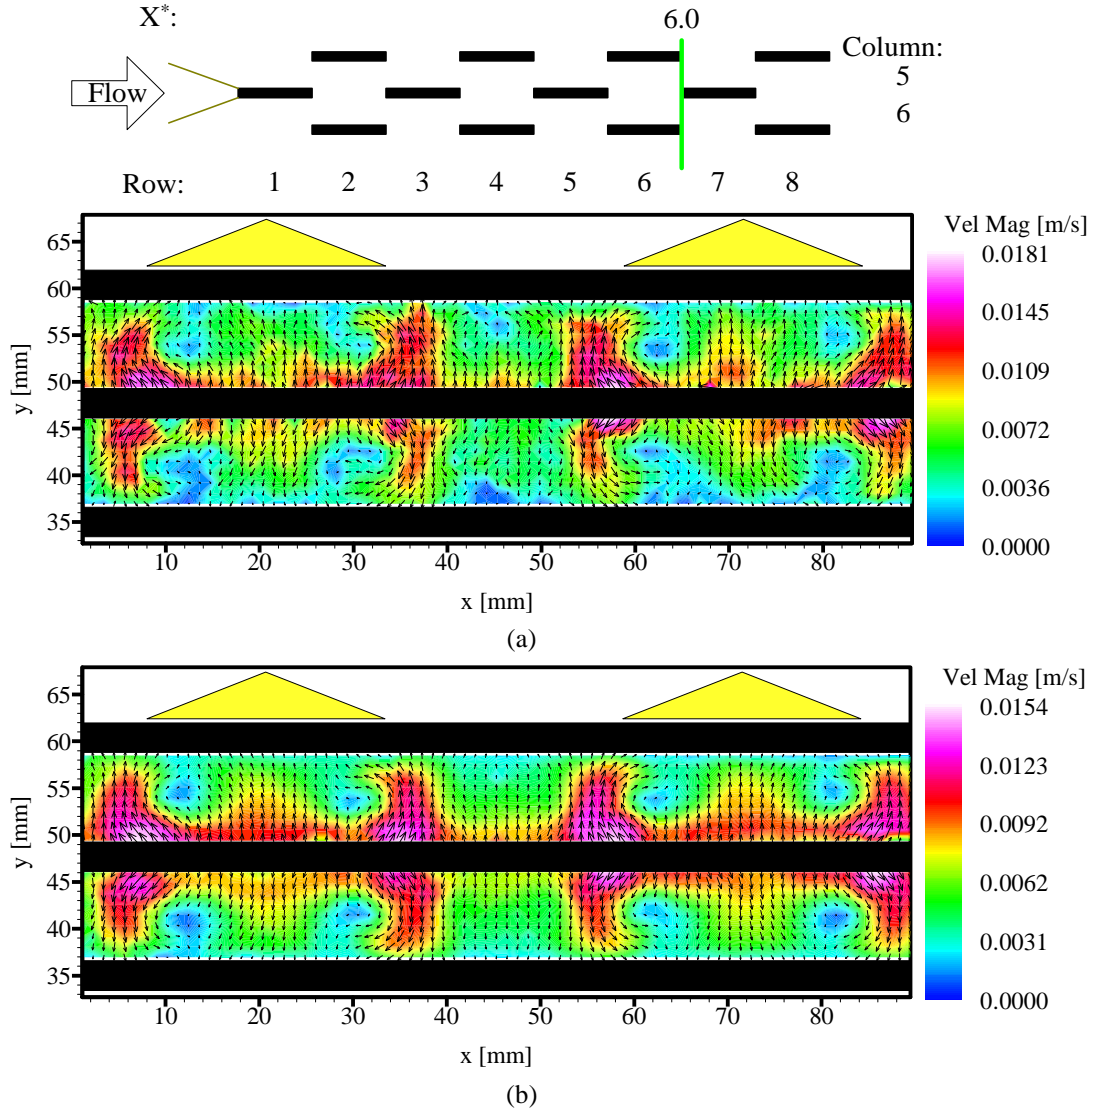 X*: 6.0
Column:
5
Flow
6
Row: 1 2 3 4 5 6 7 8
Vel Mag [m/s]
65
0.0181
60
0.0145
55
0.0109
50
y [mm]
45
0.0072
40
0.0036
35
0.0000
10 20 30 40 50 60 70 80
x [mm]
(a)
Vel Mag [m/s]
65
0.0154
60
0.0123
55
0.0092
50
y [mm]
45
0.0062
40
0.0031
35
0.0000
10 20 30 40 50 60 70 80
x [mm]
(b)